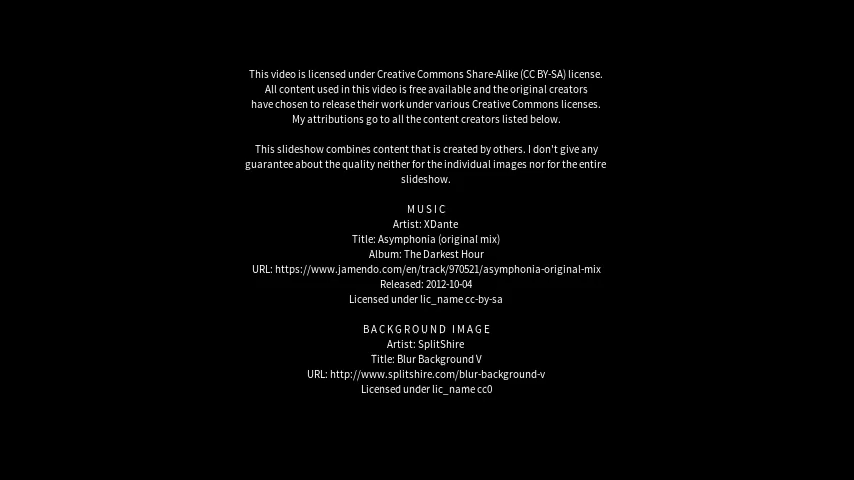 This video is licensed under Creative Commons Share-Alike (CC BY-SA) license.
All content used in this video is free available and the original creators
have chosen to release their work under various Creative Commons licenses.
My attributions go to all the content creators listed below.
This slideshow combines content that is created by others. I don't give any
guarantee about the quality neither for the individual images nor for the entire
slideshow.
MUSIC
Artist: XDante
Title: Asymphonia (original mix)
Album: The Darkest Hour
URL: https://www.jamendo.com/en/track/970521/asymphonia-original-mix
Released: 2012-10-04
Licensed under lic_name cc-by-sa
BACKGROUND IMAGE
Artist: SplitShire
Title: Blur Background V
URL: http://www.splitshire.com/blur-background-v
Licensed under lic_name cc0